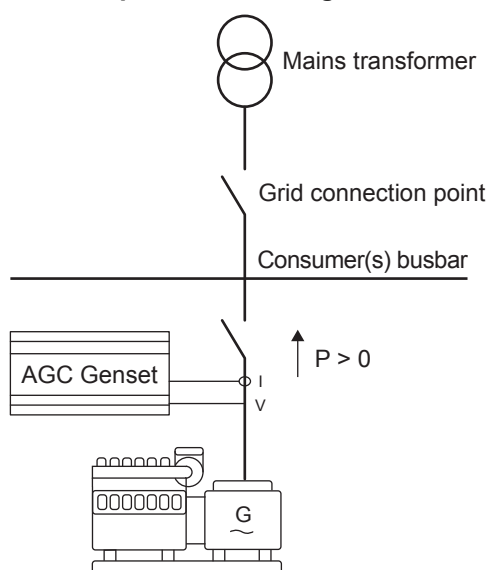 Mains transformer
Grid connection point
Consumer(s) busbar
P > 0
AGC Genset
I
V
G